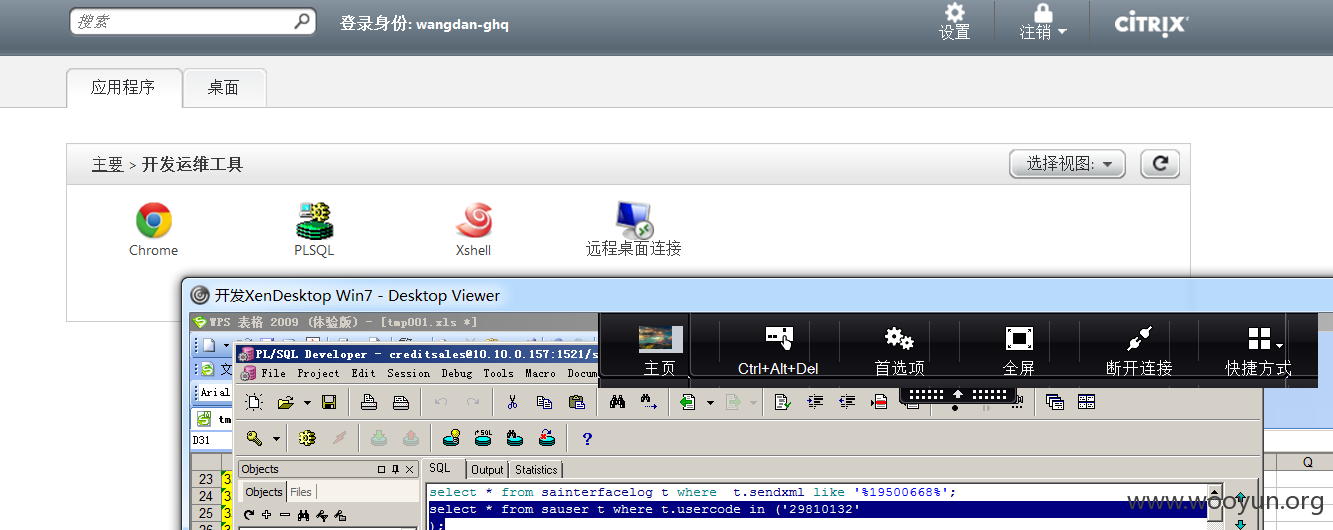 搜索
登录身份: wangdan-ghq
设置
注销
CITRIX
应用程序
桌面
主要 > 开发运维工具
选择视图:
Chrome
PLSQL
Xshell
远程桌面连接
开发XenDesktop Win7 - Desktop Viewer
WPS 表格 2009 (体验版) - [tmp001.xls *]
主页
Ctrl+Alt+Del
首选项
全屏
断开连接
快捷方式
PL/SQL Developer - creditsales@10.10.0.157:1521/s
文
File Project Edit Session Debug Tools Macro Docum
Arial
tm
D31
Objects
Objects Files
SQL Output Statistics
Q
23
24
25
select * from sainterfacelog t where t.sendxml like '%19500668%';
select * from sauser t where t.usercode in ('29810132'
);
www.wooyun.org